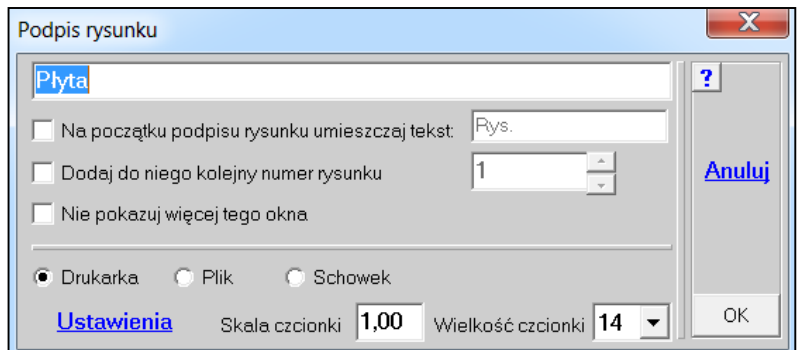 Podpis rysunku
Płyta
?
Na początku podpisu rysunku umieszczaj tekst: Rys.
Dodaj do niego kolejny numer rysunku 1
Anuluj
Nie pokazuj więcej tego okna
Drukarka Plik Schowek
Ustawienia Skala czcionki 1,00 Wielkość czcionki 14
OK